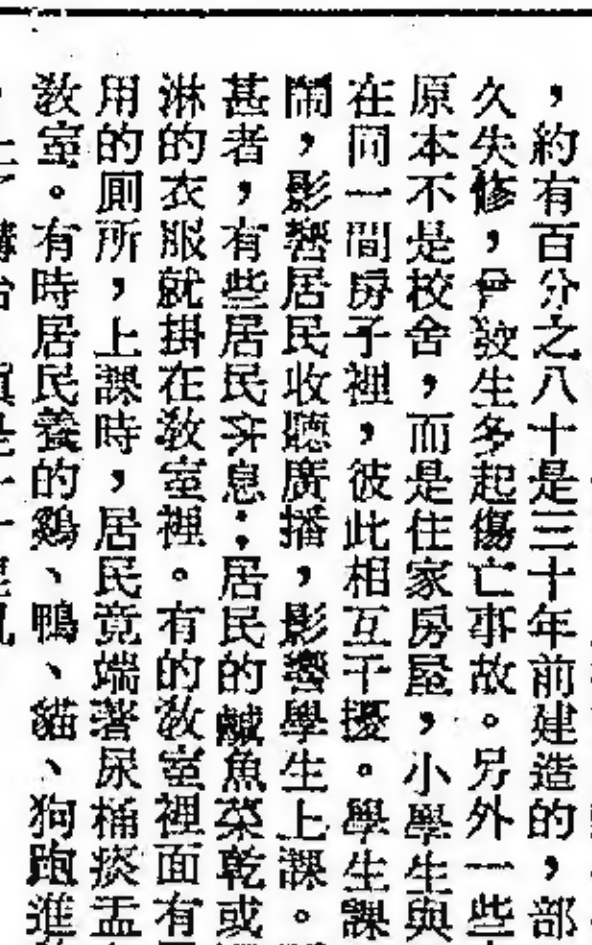 ，約有百分之八十是三十年前建造的，部
久失修，曾發生多起傷亡事故。另外一些
原本不是校舍，而是住家房屋，小學生與
在同一間房子裡，彼此相互干擾。學生課
鬧，影響居民收聽廣播，影響學生上課。
甚者，有些居民弄息；居民的鹹魚菜乾或
淋的衣服就掛在教室裡。有的教室裡面有
用的厠所，上課時，居民竟端著尿桶痰盂
教室。有時居民養的鷄、鴨、貓、狗跑進